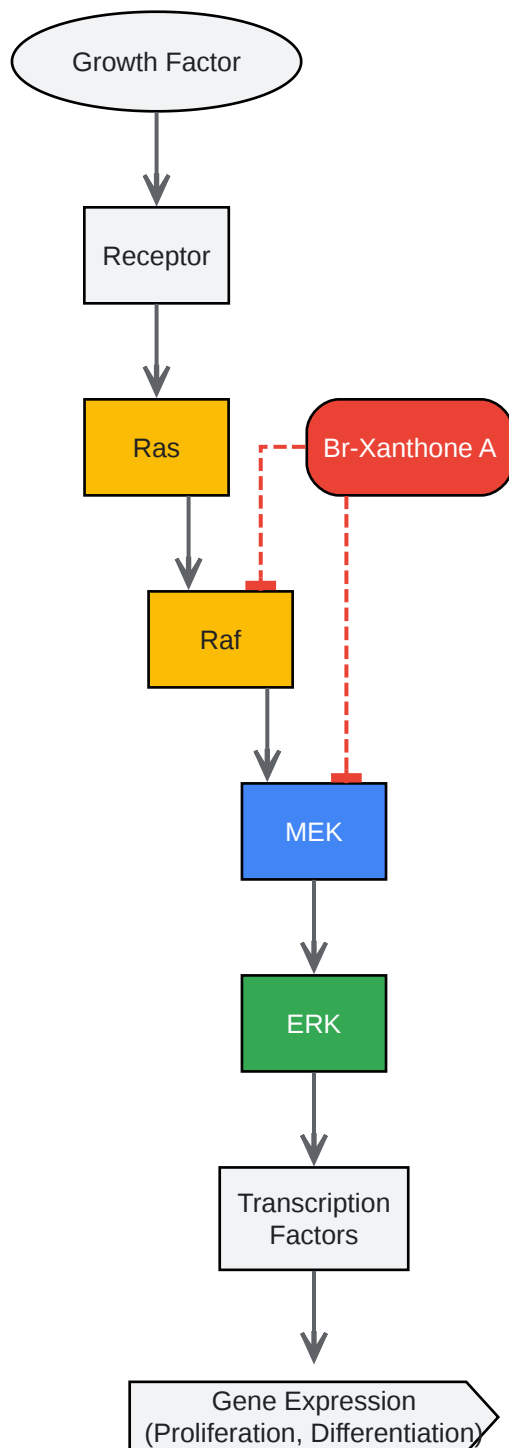 Growth Factor
Receptor
Ras
Br-Xanthone A
Raf
MEK
ERK
Transcription
Factors
Gene Expression
(Proliferation, Differentiation)